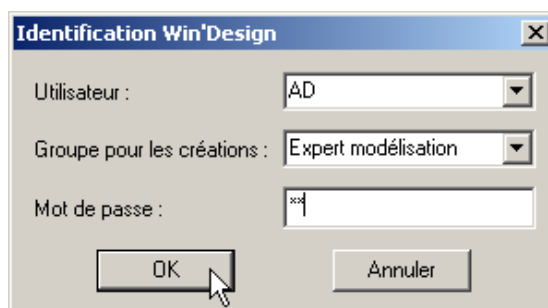 Identification Win'Design
Utilisateur : AD
Groupe pour les créations : Expert modélisation
Mot de passe : **
OK Annuler